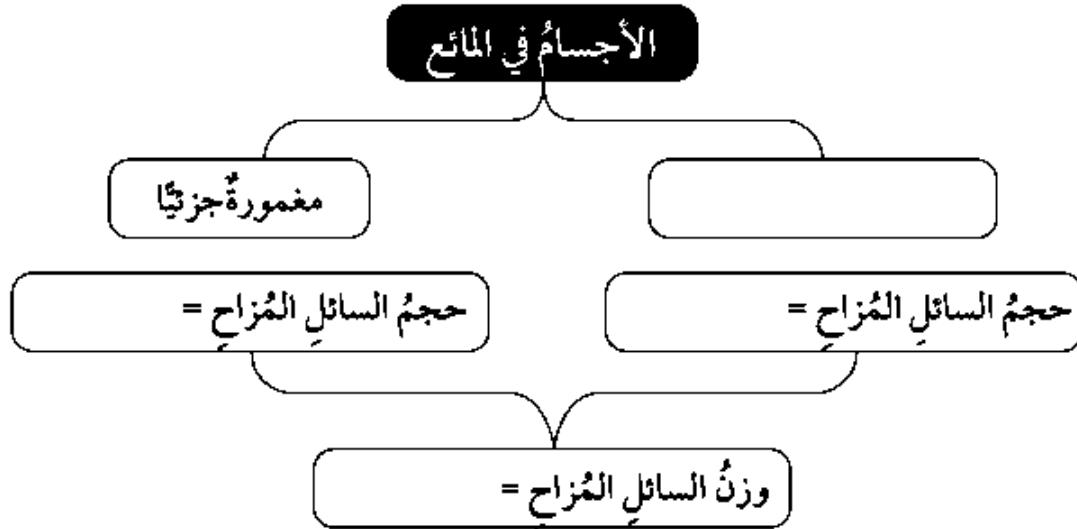 الأجسامُ في المائع
مغمورةٌ جزئيًّا
حجمُ السائلِ المُزاحِ =
حجمُ السائلِ المُزاحِ =
وزنُ السائلِ المُزاحِ =